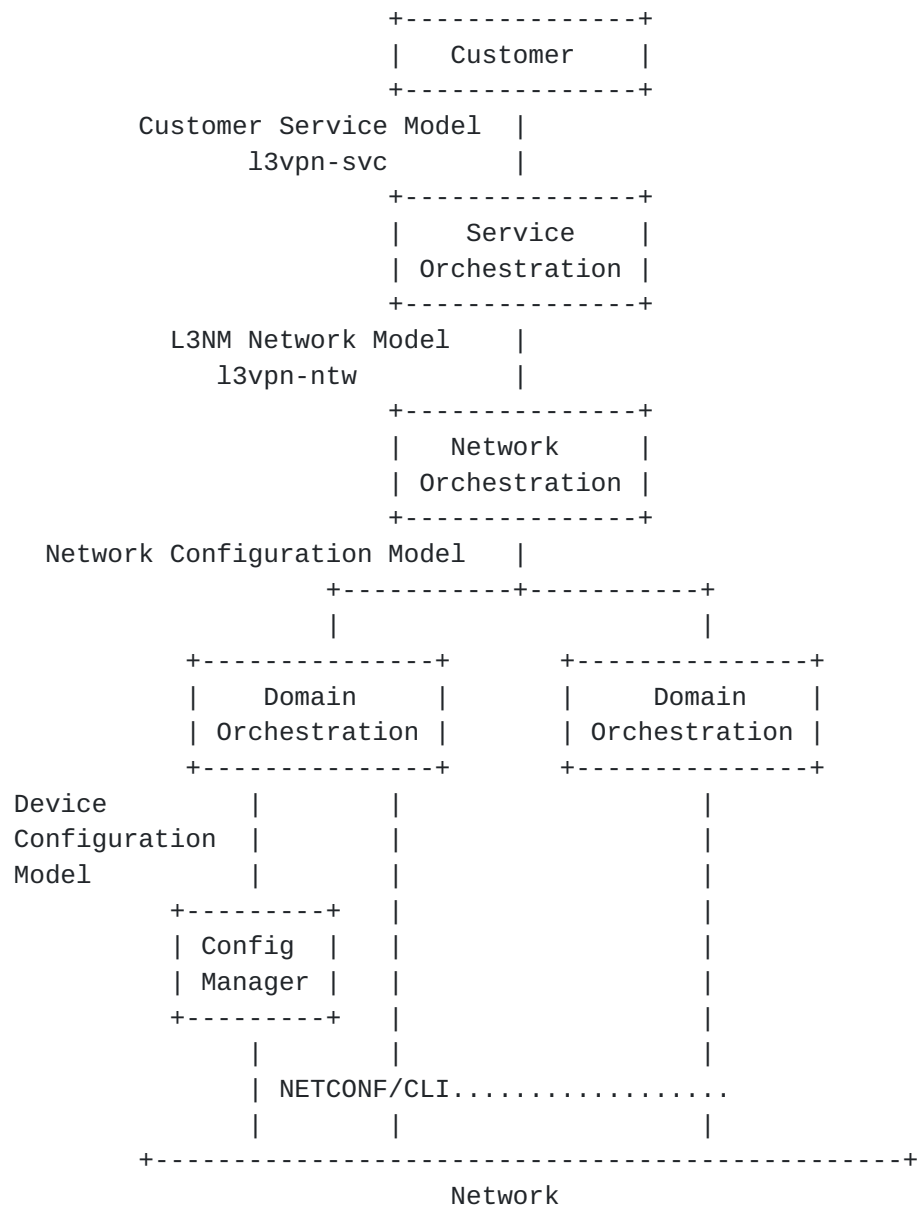 Customer
Customer Service Model
l3vpn-svc
Service
Orchestration
L3NM Network Model
l3vpn-ntw
Network
Orchestration
Network Configuration Model
Domain Domain
Orchestration Orchestration
Device
Configuration
Model
Config
Manager
NETCONF/CLI..................
Network